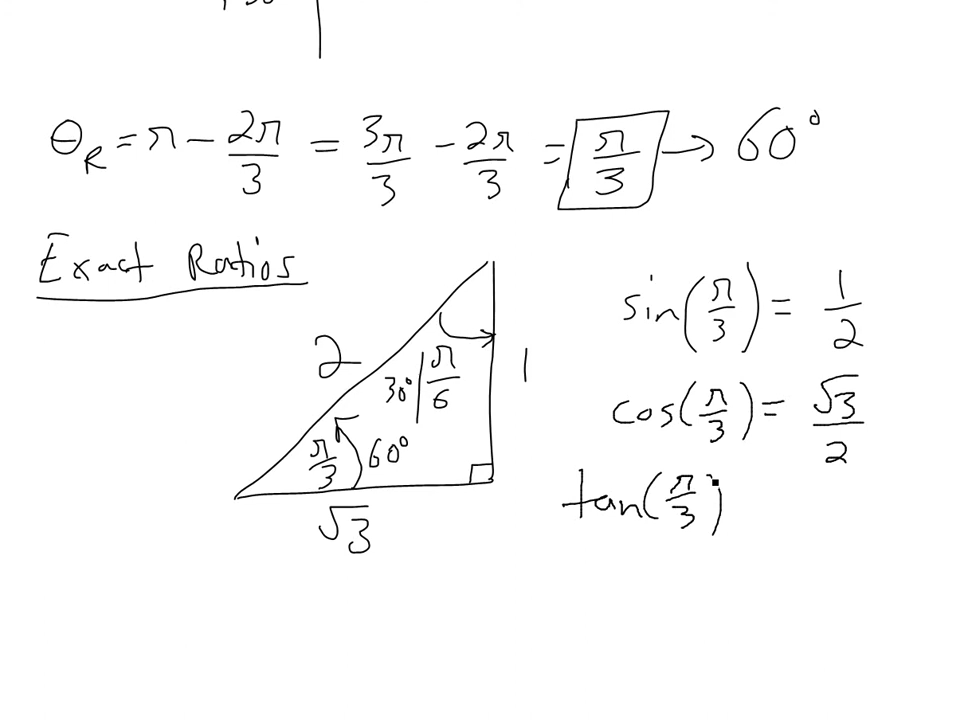 θ_R = π - 2π/3 = 3π/3 - 2π/3 = π/3 → 60°
Exact Ratios
2
30° | π/6
1
π/3
60°
√3
sin(π/3) = 1/2
cos(π/3) = √3/2
tan(π/3)